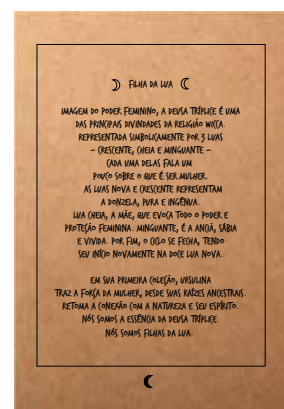 FILHA DA LUA
IMAGEM DO PODER FEMININO, A DEUSA TRÍPLICE É UMA
DAS PRINCIPAIS DIVINDADES DA RELIGIÃO WICCA.
REPRESENTADA SIMBOLICAMENTE POR 3 LUAS
- CRESCENTE, CHEIA E MINGUANTE -
CADA UMA DELAS FALA UM
POUCO SOBRE O QUE É SER MULHER.
AS LUAS NOVA E CRESCENTE REPRESENTAM
A DONZELA, PURA E INGÊNUA.
LUA CHEIA, A MÃE, QUE EVOCA TODO O PODER E
PROTEÇÃO FEMININA. MINGUANTE, É A ANCIÃ, SÁBIA
E VIVIDA. POR FIM, O CICLO SE FECHA, TENDO
SEU INÍCIO NOVAMENTE NA DOCE LUA NOVA.
EM SUA PRIMEIRA COLEÇÃO, URSULINA
TRAZ A FORÇA DA MULHER, DESDE SUAS RAÍZES ANCESTRAIS.
RETOMA A CONEXÃO COM A NATUREZA E SEU ESPÍRITO.
NÓS SOMOS A ESSÊNCIA DA DEUSA TRÍPLICE.
NÓS SOMOS FILHAS DA LUA.